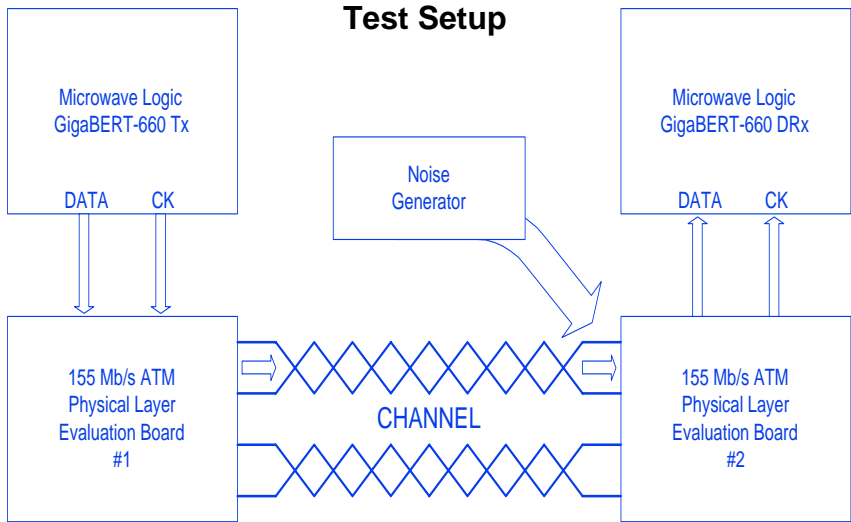 Test Setup
Microwave Logic
GigaBERT-660 Tx
DATA CK
Noise
Generator
Microwave Logic
GigaBERT-660 DRx
DATA CK
155 Mb/s ATM
Physical Layer
Evaluation Board
#1
CHANNEL
155 Mb/s ATM
Physical Layer
Evaluation Board
#2